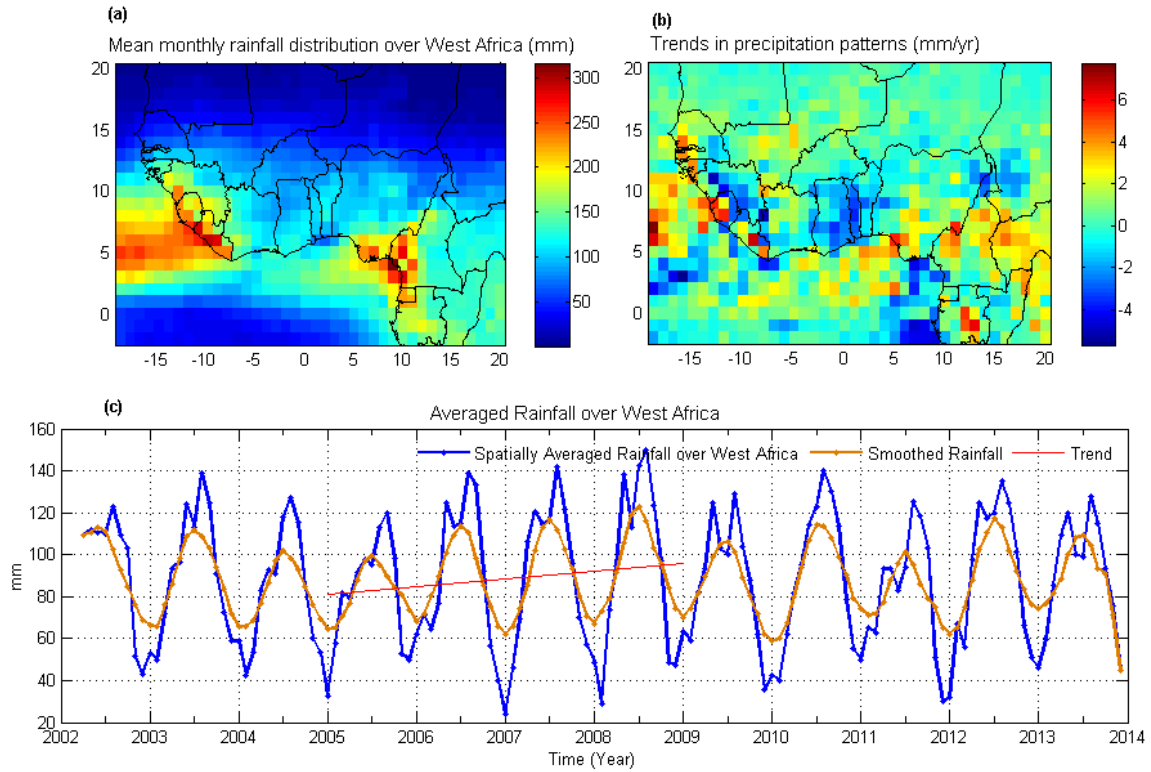 (a)
Mean monthly rainfall distribution over West Africa (mm)
20
15
10
5
0
-15 -10 -5 0 5 10 15 20
300
250
200
150
100
50
(b)
Trends in precipitation patterns (mm/yr)
20
15
10
5
0
-15 -10 -5 0 5 10 15 20
6
4
2
0
-2
-4
(c)
Averaged Rainfall over West Africa
Spatially Averaged Rainfall over West Africa Smoothed Rainfall Trend
160
140
120
100
80
60
40
20
mm
2002 2003 2004 2005 2006 2007 2008 2009 2010 2011 2012 2013 2014
Time (Year)